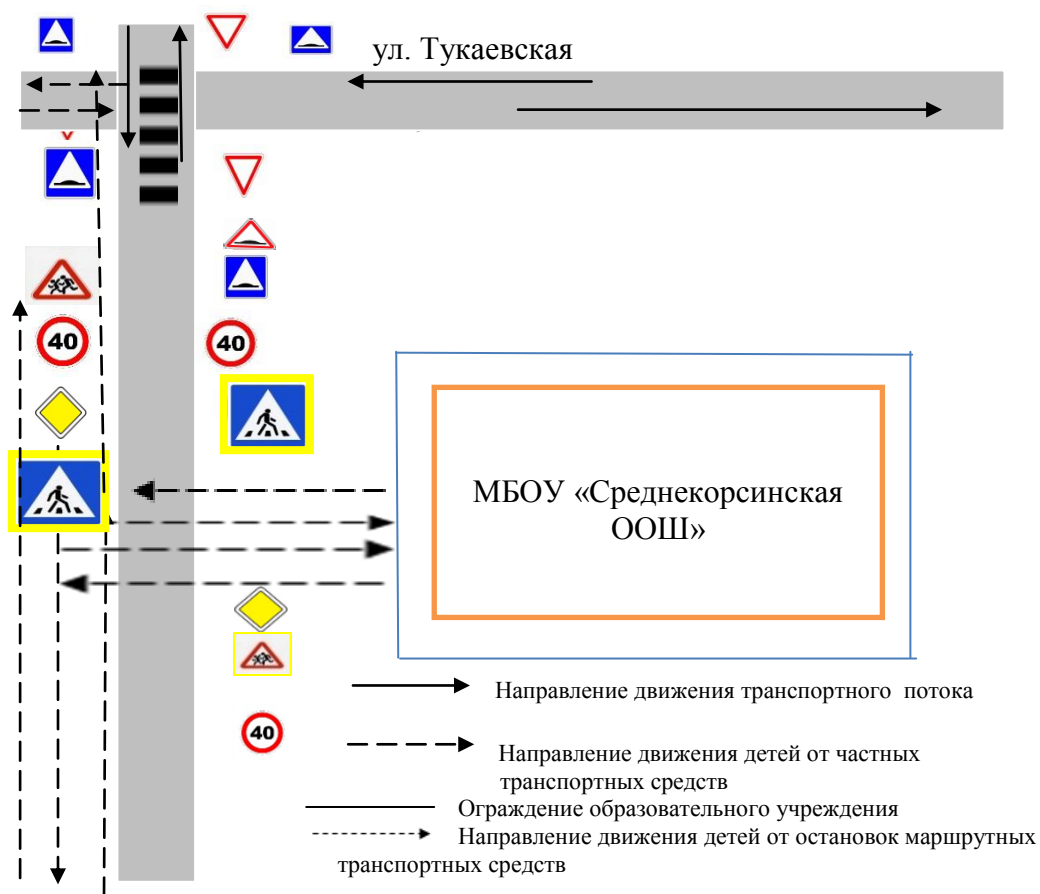 ул. Тукаевская
40
40
МБОУ «Среднекорсинская
ООШ»
Направление движения транспортного потока
40
Направление движения детей от частных
транспортных средств
Ограждение образовательного учреждения
Направление движения детей от остановок маршрутных
транспортных средств